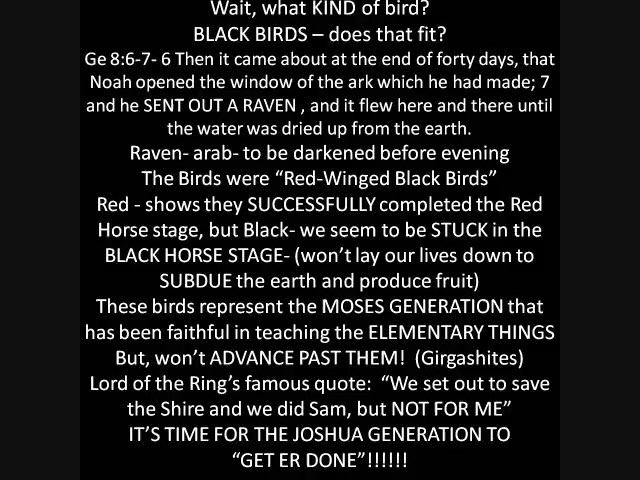 Wait, what KIND of bird?
BLACK BIRDS – does that fit?
Ge 8:6-7- 6 Then it came about at the end of forty days, that
Noah opened the window of the ark which he had made; 7
and he SENT OUT A RAVEN , and it flew here and there until
the water was dried up from the earth.
Raven- arab- to be darkened before evening
The Birds were “Red-Winged Black Birds”
Red - shows they SUCCESSFULLY completed the Red
Horse stage, but Black- we seem to be STUCK in the
BLACK HORSE STAGE- (won’t lay our lives down to
SUBDUE the earth and produce fruit)
These birds represent the MOSES GENERATION that
has been faithful in teaching the ELEMENTARY THINGS
But, won’t ADVANCE PAST THEM!  (Girgashites)
Lord of the Ring’s famous quote:  “We set out to save
the Shire and we did Sam, but NOT FOR ME”
IT’S TIME FOR THE JOSHUA GENERATION TO
“GET ER DONE”!!!!!!